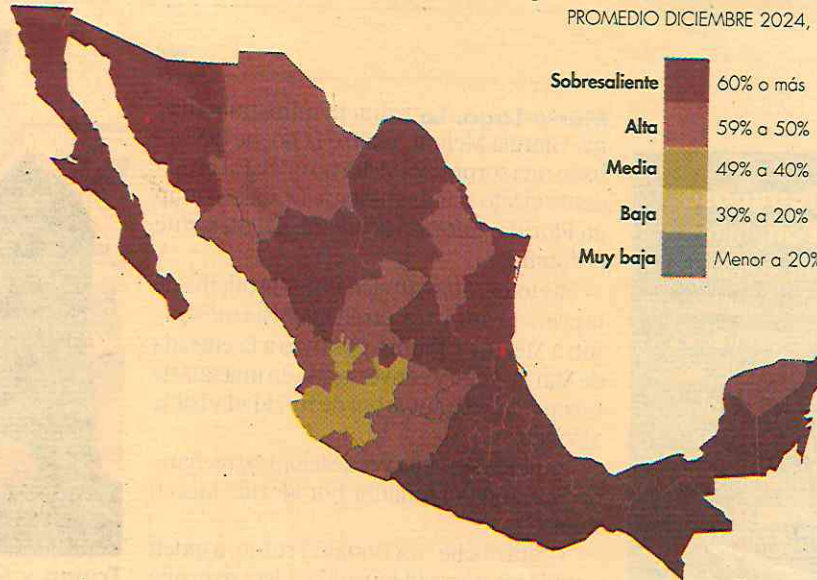 PROMEDIO DICIEMBRE 2024,
Sobresaliente 60% o más
Alta 59% a 50%
Media 49% a 40%
Baja 39% a 20%
Muy baja Menor a 20%